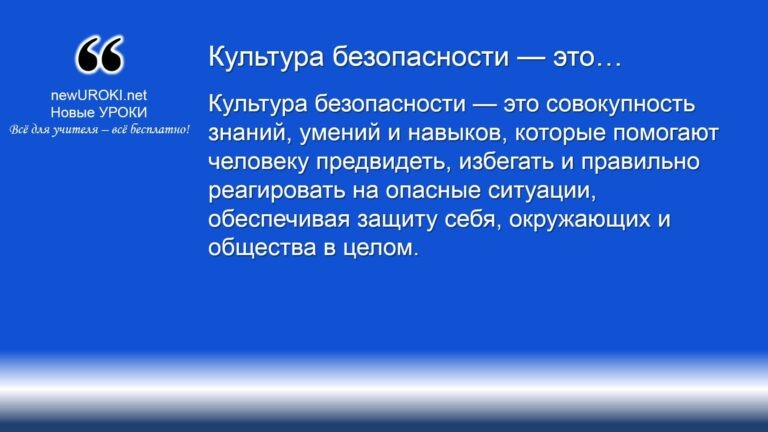 ❝
newUROKI.net
Новые УРОКИ
Всё для учителя – всё бесплатно!
Культура безопасности — это…
Культура безопасности — это совокупность
знаний, умений и навыков, которые помогают
человеку предвидеть, избегать и правильно
реагировать на опасные ситуации,
обеспечивая защиту себя, окружающих и
общества в целом.